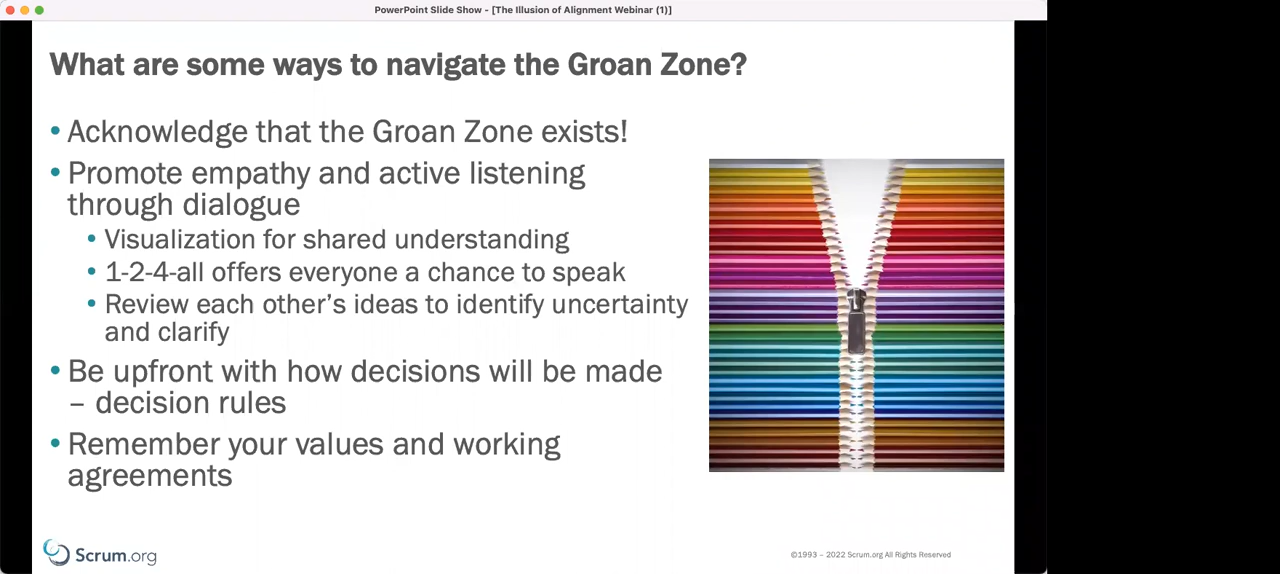 PowerPoint Slide Show - [The Illusion of Alignment Webinar (1)]
What are some ways to navigate the Groan Zone?
• Acknowledge that the Groan Zone exists!
• Promote empathy and active listening
through dialogue
• Visualization for shared understanding
• 1-2-4-all offers everyone a chance to speak
• Review each other’s ideas to identify uncertainty
and clarify
• Be upfront with how decisions will be made
– decision rules
• Remember your values and working
agreements
Scrum.org
©1993 – 2022 Scrum.org All Rights Reserved